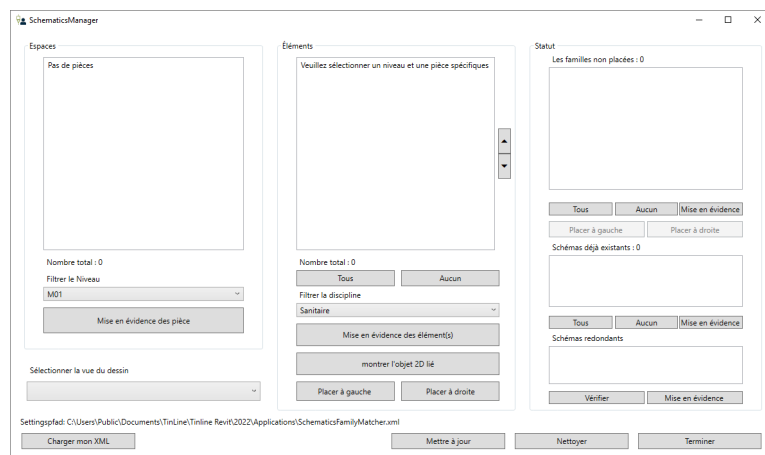 SchematicsManager
Espaces
Pas de pièces
Nombre total : 0
Filtrer le Niveau
M01
Mise en évidence des pièce
Sélectionner la vue du dessin
Éléments
Veuillez sélectionner un niveau et une pièce spécifiques
Nombre total : 0
Tous
Aucun
Filtrer la discipline
Sanitaire
Mise en évidence des élément(s)
montrer l'objet 2D lié
Placer à gauche
Placer à droite
Statut
Les familles non placées : 0
Tous
Aucun
Mise en évidence
Placer à gauche
Placer à droite
Schémas déjà existants : 0
Tous
Aucun
Mise en évidence
Schémas redondants
Vérifier
Mise en évidence
Settingspfad: C:\Users\Public\Documents\TinLine\Tinline Revit\2022\Applications\SchematicsFamilyMatcher.xml
Charger mon XML
Mettre à jour
Nettoyer
Terminer